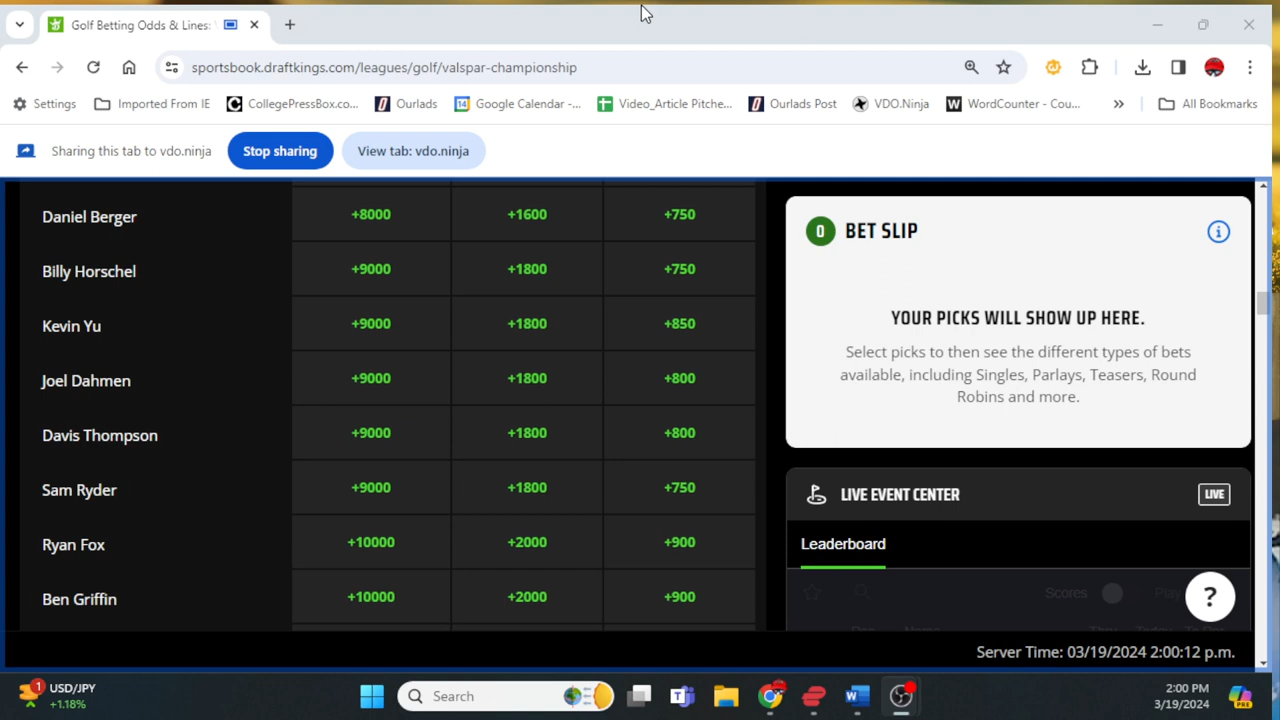 Golf Betting Odds & Lines:
sportsbook.draftkings.com/leagues/golf/valspar-championship
Settings
Imported From IE
CollegePressBox.co...
Ourlads
Google Calendar -...
Video_Article Pitche...
Ourlads Post
VDO.Ninja
WordCounter - Cou...
All Bookmarks
Sharing this tab to vdo.ninja
Stop sharing
View tab: vdo.ninja
Daniel Berger +8000 +1600 +750
Billy Horschel +9000 +1800 +750
Kevin Yu +9000 +1800 +850
Joel Dahmen +9000 +1800 +800
Davis Thompson +9000 +1800 +800
Sam Ryder +9000 +1800 +750
Ryan Fox +10000 +2000 +900
Ben Griffin +10000 +2000 +900
0 BET SLIP
YOUR PICKS WILL SHOW UP HERE.
Select picks to then see the different types of bets
available, including Singles, Parlays, Teasers, Round
Robins and more.
LIVE EVENT CENTER
LIVE
Leaderboard
Scores
?
Server Time: 03/19/2024 2:00:12 p.m.
1
USD/JPY
+1.18%
Search
2:00 PM
3/19/2024
PRE